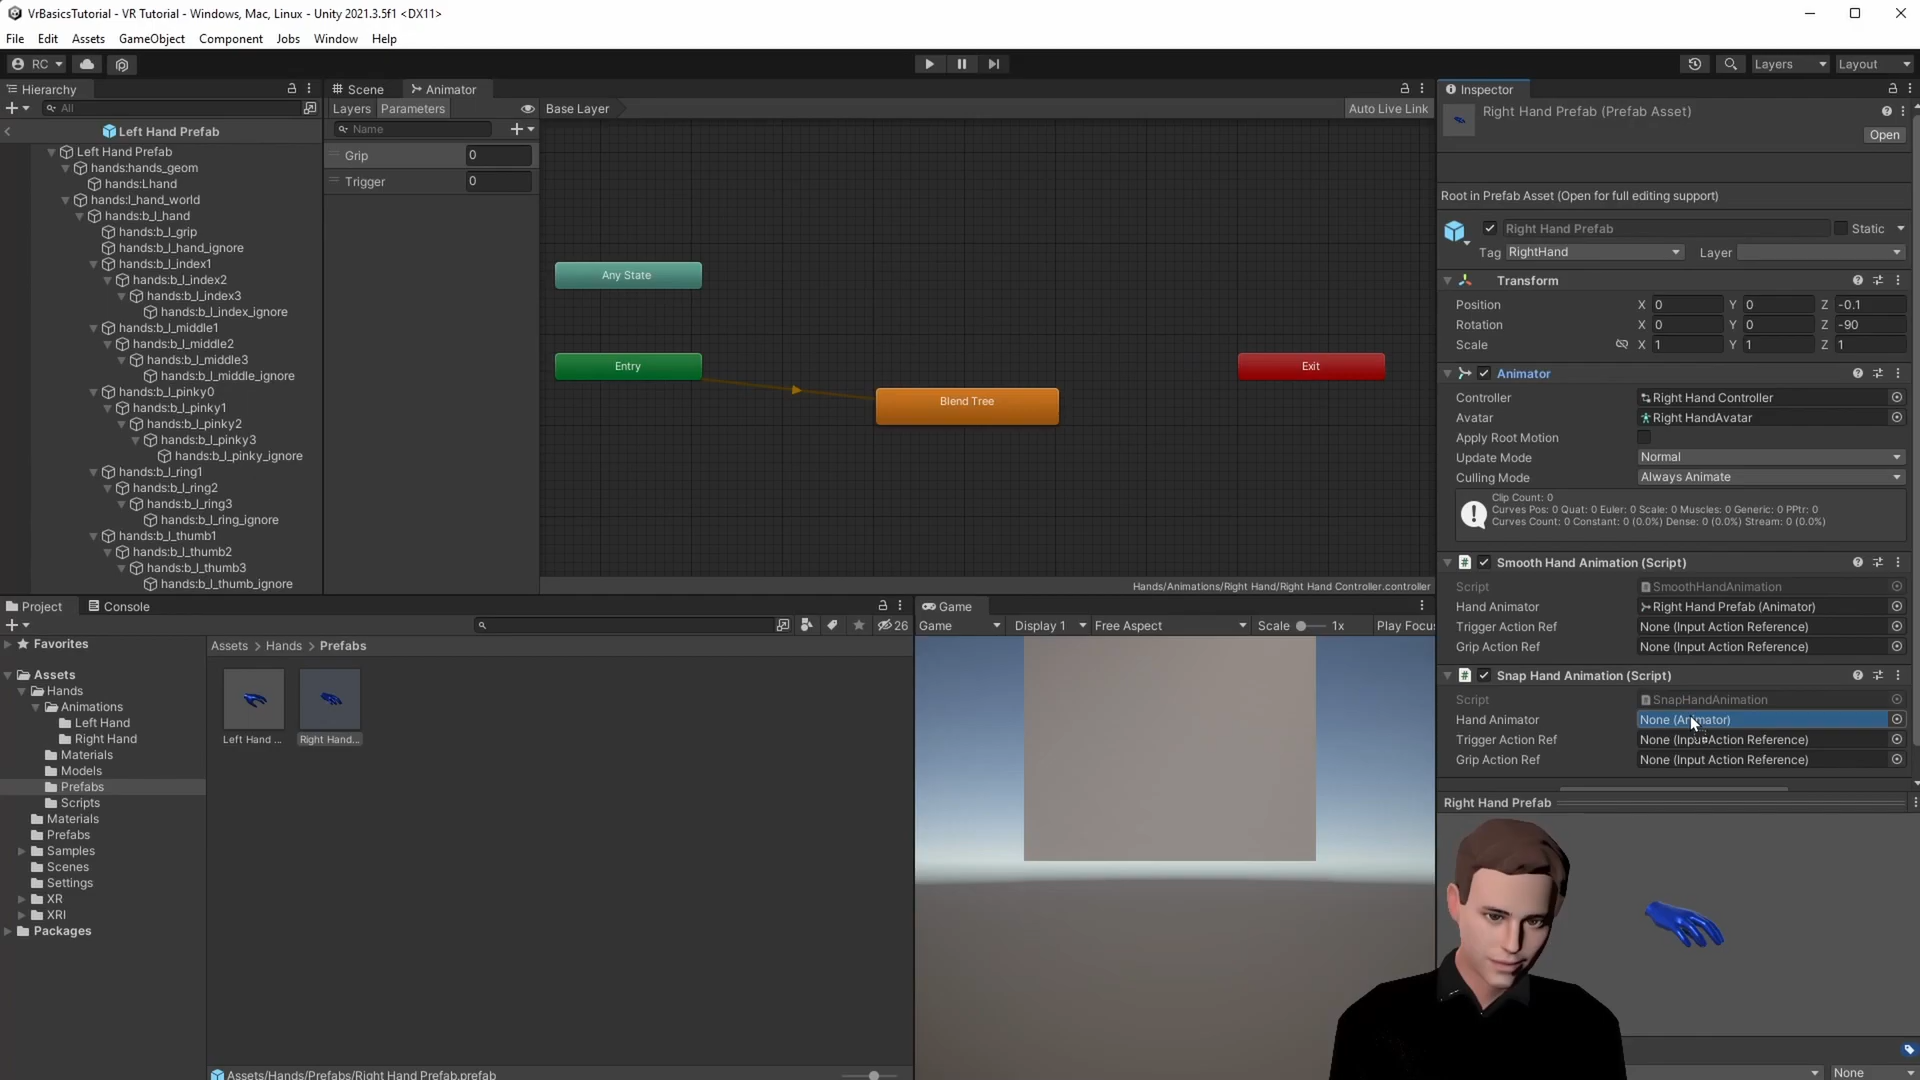 VrBasicsTutorial - VR Tutorial - Windows, Mac, Linux - Unity 2021.3.5f1 <DX11>
File Edit Assets GameObject Component Jobs Window Help
RC
Layers Layout
Hierarchy
All
Left Hand Prefab
Left Hand Prefab
hands:hands_geom
hands:Lhand
hands:l_hand_world
hands:b_l_hand
hands:b_l_grip
hands:b_l_hand_ignore
hands:b_l_index1
hands:b_l_index2
hands:b_l_index3
hands:b_l_index_ignore
hands:b_l_middle1
hands:b_l_middle2
hands:b_l_middle3
hands:b_l_middle_ignore
hands:b_l_pinky0
hands:b_l_pinky1
hands:b_l_pinky2
hands:b_l_pinky3
hands:b_l_pinky_ignore
hands:b_l_ring1
hands:b_l_ring2
hands:b_l_ring3
hands:b_l_ring_ignore
hands:b_l_thumb1
hands:b_l_thumb2
hands:b_l_thumb3
hands:b_l_thumb_ignore
Scene Animator
Layers Parameters
Base Layer
Auto Live Link
Name
Grip 0
Trigger 0
Any State
Entry
Blend Tree
Exit
Hands/Animations/Right Hand/Right Hand Controller.controller
Project Console
26
Favorites
Assets
Hands
Animations
Left Hand
Right Hand
Materials
Models
Prefabs
Scripts
Materials
Prefabs
Samples
Scenes
Settings
XR
XRI
Packages
Assets > Hands > Prefabs
Left Hand ...
Right Hand...
Assets/Hands/Prefabs/Right Hand Prefab.prefab
Game
Game Display 1 Free Aspect Scale 1x Play Focus
Inspector
Right Hand Prefab (Prefab Asset)
Open
Root in Prefab Asset (Open for full editing support)
Right Hand Prefab Static
Tag RightHand Layer
Transform
Position X 0 Y 0 Z -0.1
Rotation X 0 Y 0 Z -90
Scale X 1 Y 1 Z 1
Animator
Controller Right Hand Controller
Avatar Right HandAvatar
Apply Root Motion
Update Mode Normal
Culling Mode Always Animate
Clip Count: 0
Curves Pos: 0 Quat: 0 Euler: 0 Scale: 0 Muscles: 0 Generic: 0 PPtr: 0
Curves Count: 0 Constant: 0 (0.0%) Dense: 0 (0.0%) Stream: 0 (0.0%)
Smooth Hand Animation (Script)
Script SmoothHandAnimation
Hand Animator Right Hand Prefab (Animator)
Trigger Action Ref None (Input Action Reference)
Grip Action Ref None (Input Action Reference)
Snap Hand Animation (Script)
Script SnapHandAnimation
Hand Animator None (Animator)
Trigger Action Ref None (Input Action Reference)
Grip Action Ref None (Input Action Reference)
Right Hand Prefab
None